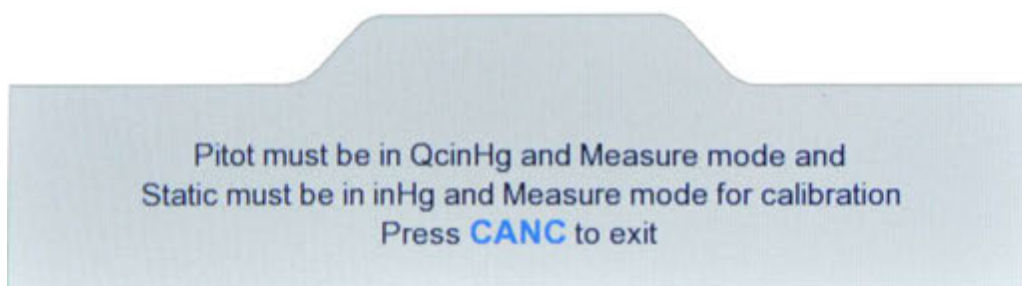 Pitot must be in QcinHg and Measure mode and
Static must be in inHg and Measure mode for calibration
Press CANC to exit